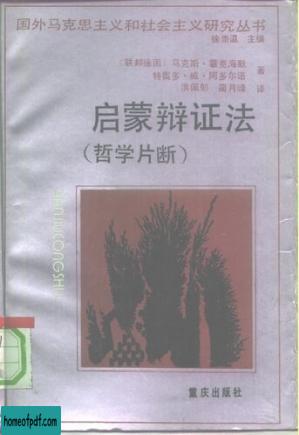 国外马克思主义和社会主义研究丛书
徐崇温 主编
〔联邦德国〕马克斯·霍克海默
特奥多·威·阿多尔诺 著
洪佩郁 蔺月峰 译
启蒙辩证法
(哲学片断)
重庆出版社
homeofpdf.com